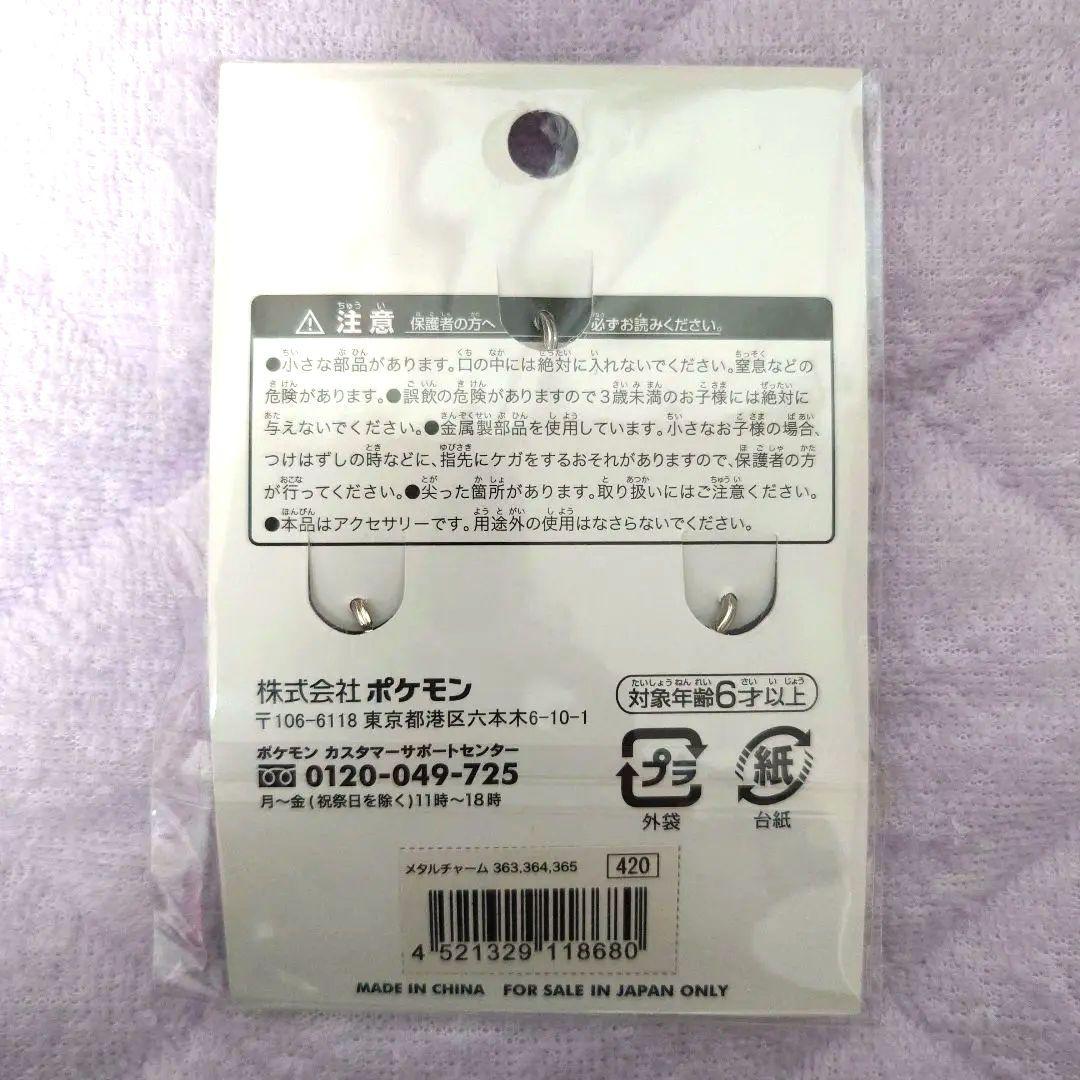 注意 保護者の方へ 必ずお読みください。
●小さな部品があります。口の中には絶対に入れないでください。窒息などの
危険があります。●誤飲の危険がありますので3歳未満のお子様には絶対に
与えないでください。●金属製部品を使用しています。小さなお子様の場合、
つけはずしの時などに、指先にケガをするおそれがありますので、保護者の方
が行ってください。●尖った箇所があります。取り扱いにはご注意ください。
●本品はアクセサリーです。用途外の使用はなさらないでください。
株式会社 ポケモン
〒106-6118 東京都港区六本木6-10-1
ポケモン カスタマーサポートセンター
0120-049-725
月～金(祝祭日を除く)11時～18時
対象年齢6才以上
プラ
外袋
紙
台紙
メタルチャーム 363,364,365 420
4 521329 118680
MADE IN CHINA FOR SALE IN JAPAN ONLY